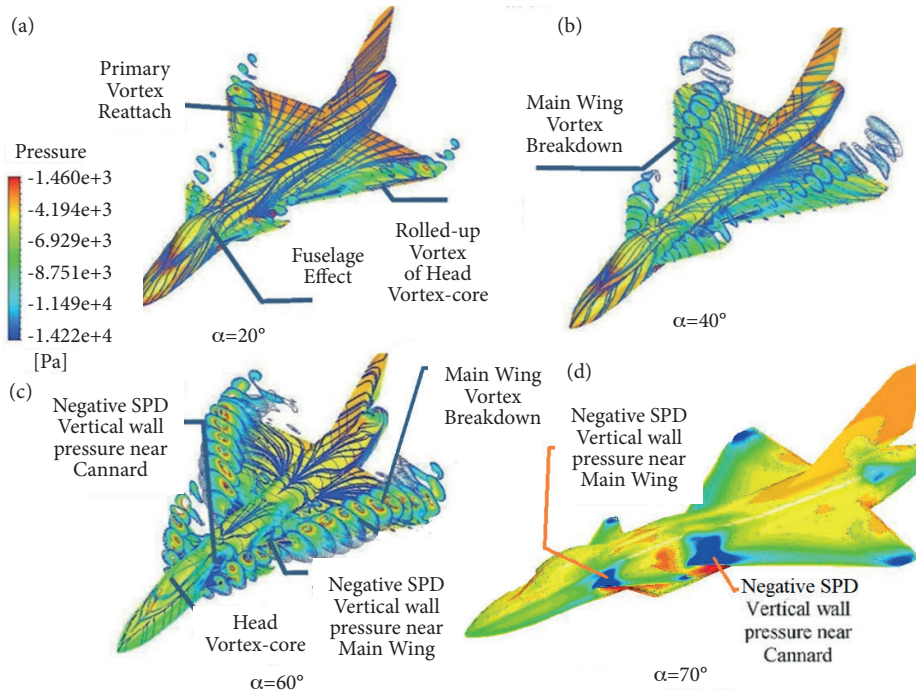 (a)
Primary
Vortex
Reattach
Pressure
-1.460e+3
-4.194e+3
-6.929e+3
-8.751e+3
-1.149e+4
-1.422e+4
[Pa]
Fuselage
Effect
Rolled-up
Vortex
of Head
Vortex-core
α=20°
(b)
Main Wing
Vortex
Breakdown
α=40°
(c)
Negative SPD
Vertical wall
pressure near
Cannard
Main Wing
Vortex
Breakdown
Head
Vortex-core
Negative SPD
Vertical wall
pressure near
Main Wing
α=60°
(d)
Negative SPD
Vertical wall
pressure near
Main Wing
Negative SPD
Vertical wall
pressure near
Cannard
α=70°